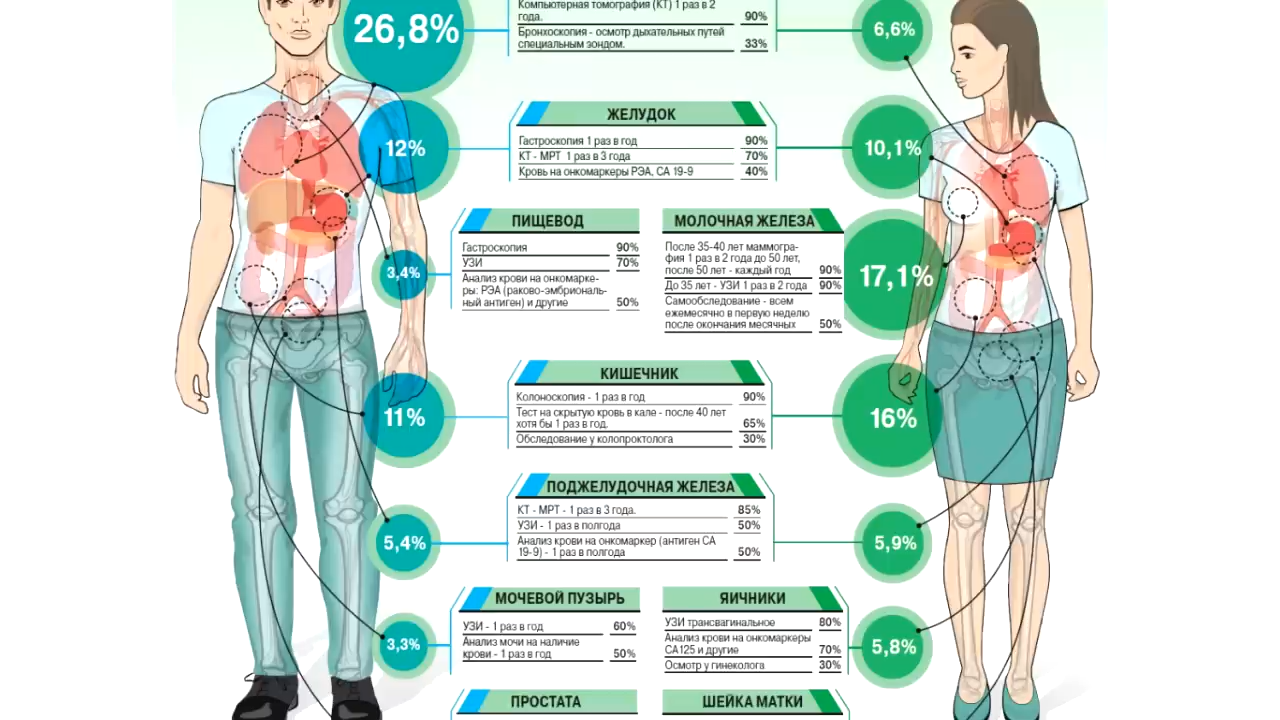 Компьютерная томография (КТ) 1 раз в 2
года. 90%
Бронхоскопия - осмотр дыхательных путей
специальным зондом. 33%
26,8%
6,6%
ЖЕЛУДОК
Гастроскопия 1 раз в год 90%
КТ - МРТ 1 раз в 3 года 70%
Кровь на онкомаркеры РЭА, СА 19-9 40%
12%
10,1%
ПИЩЕВОД
Гастроскопия 90%
УЗИ 70%
Анализ крови на онкомарке-
ры: РЭА (раково-эмбриональ-
ный антиген) и другие 50%
3,4%
МОЛОЧНАЯ ЖЕЛЕЗА
После 35-40 лет маммогра-
фия 1 раз в 2 года до 50 лет,
после 50 лет - каждый год 90%
До 35 лет - УЗИ 1 раз в 2 года 90%
Самообследование - всем
ежемесячно в первую неделю
после окончания месячных 50%
17,1%
КИШЕЧНИК
Колоноскопия - 1 раз в год 90%
Тест на скрытую кровь в кале - после 40 лет
хотя бы 1 раз в год. 65%
Обследование у колопроктолога 30%
11%
16%
ПОДЖЕЛУДОЧНАЯ ЖЕЛЕЗА
КТ - МРТ - 1 раз в 3 года. 85%
УЗИ - 1 раз в полгода 50%
Анализ крови на онкомаркер (антиген СА
19-9) - 1 раз в полгода 50%
5,4%
5,9%
МОЧЕВОЙ ПУЗЫРЬ
УЗИ - 1 раз в год 60%
Анализ мочи на наличие
крови - 1 раз в год 50%
3,3%
ЯИЧНИКИ
УЗИ трансвагинальное 80%
Анализ крови на онкомаркеры
СА125 и другие 70%
Осмотр у гинеколога 30%
5,8%
ПРОСТАТА
ШЕЙКА МАТКИ